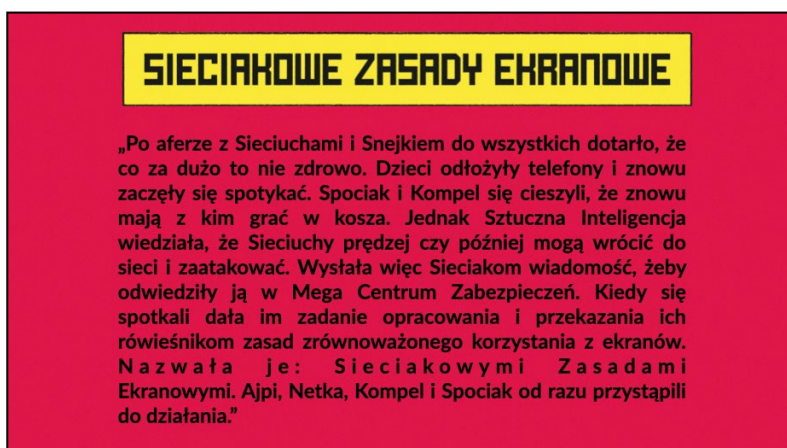 SIECIAKOWE ZASADY EKRANOWE
„Po aferze z Sieciuchami i Snejkiem do wszystkich dotarło, że
co za dużo to nie zdrowo. Dzieci odłożyły telefony i znowu
zaczęły się spotykać. Spociak i Kompel się cieszyli, że znowu
mają z kim grać w kosza. Jednak Sztuczna Inteligencja
wiedziała, że Sieciuchy prędzej czy później mogą wrócić do
sieci i zaatakować. Wysłała więc Sieciakom wiadomość, żeby
odwiedziły ją w Mega Centrum Zabezpieczeń. Kiedy się
spotkali dała im zadanie opracowania i przekazania ich
rówieśnikom zasad zrównoważonego korzystania z ekranów.
Nazwała je: Sieciakowymi Zasadami
Ekranowymi. Ajpi, Netka, Kompel i Spociak od razu przystąpili
do działania.”